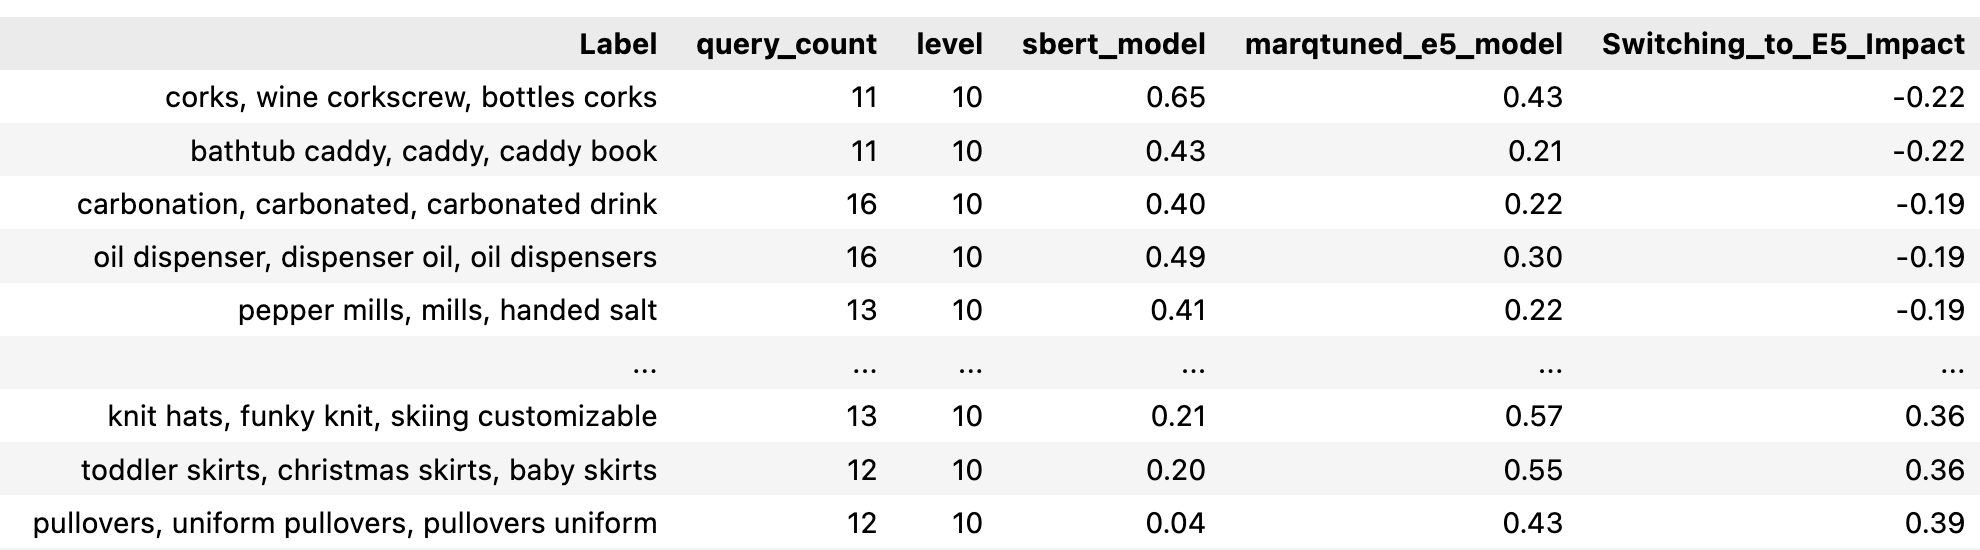 Label query_count level sbert_model marqtuned_e5_model Switching_to_E5_Impact
corks, wine corkscrew, bottles corks 11 10 0.65 0.43 -0.22
bathtub caddy, caddy, caddy book 11 10 0.43 0.21 -0.22
carbonation, carbonated, carbonated drink 16 10 0.40 0.22 -0.19
oil dispenser, dispenser oil, oil dispensers 16 10 0.49 0.30 -0.19
pepper mills, mills, handed salt 13 10 0.41 0.22 -0.19
... ... ... ... ... ...
knit hats, funky knit, skiing customizable 13 10 0.21 0.57 0.36
toddler skirts, christmas skirts, baby skirts 12 10 0.20 0.55 0.36
pullovers, uniform pullovers, pullovers uniform 12 10 0.04 0.43 0.39